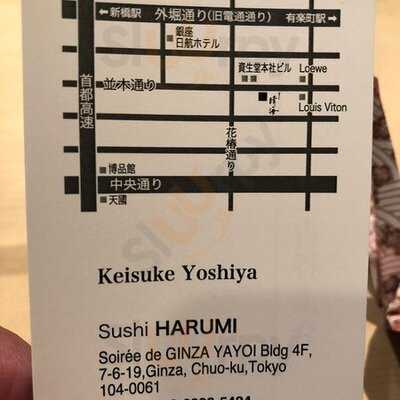 ←新橋駅 外堀通り(旧電通通り) 有楽町駅→
銀座
日航ホテル
資生堂本社ビル Loewe
首都高速
並木通り
Louis Viton
花椿通り
博品館
中央通り
天國
Keisuke Yoshiya
Sushi HARUMI
Soirée de GINZA YAYOI Bldg 4F,
7-6-19,Ginza, Chuo-ku,Tokyo
104-0061